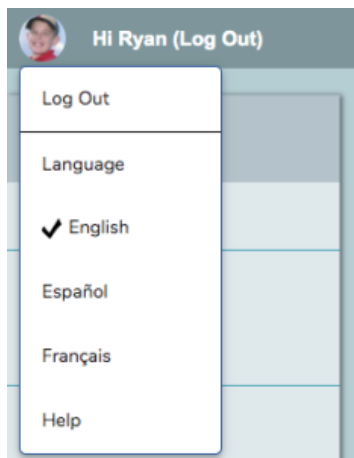 Hi Ryan (Log Out)
Log Out
Language
English
Español
Français
Help